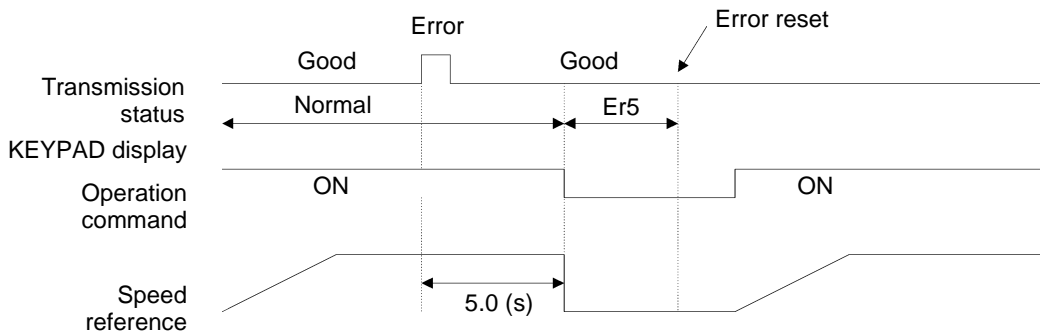 Error reset
Error
Good
Good
Transmission
status
Normal
Er5
KEYPAD display
ON
ON
Operation
command
5.0 (s)
Speed
reference